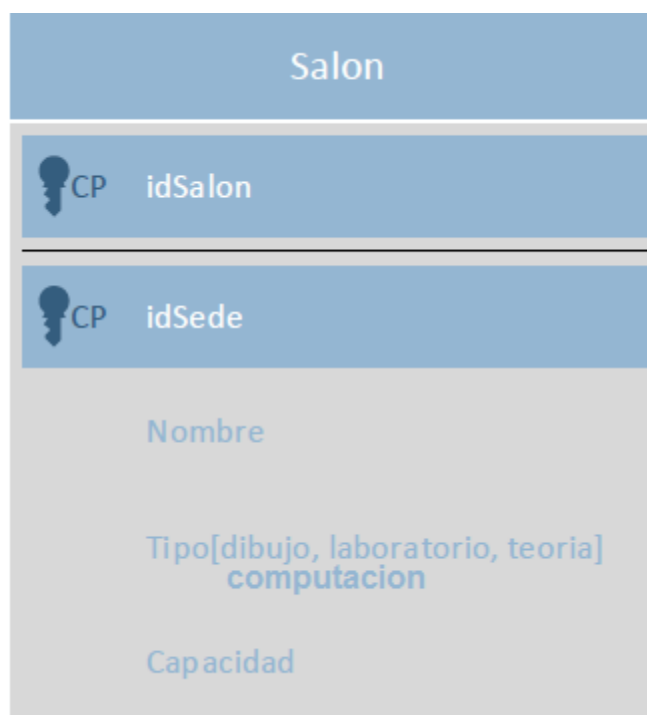 Salon
CP idSalon
CP idSede
Nombre
Tipo[dibujo, laboratorio, teoria]
computacion
Capacidad